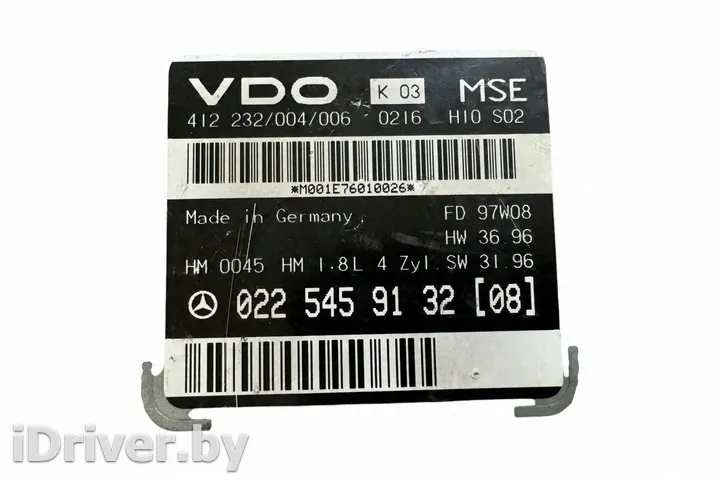 VDO K 03 MSE
412 232/004/006 0216 H10 S02
*M001E76010026*
Made in Germany. FD 97W08
HW 36.96
HM 0045 HM 1.8L 4 Zyl. SW 31.96
022 545 91 32 [08]
iDriver.by